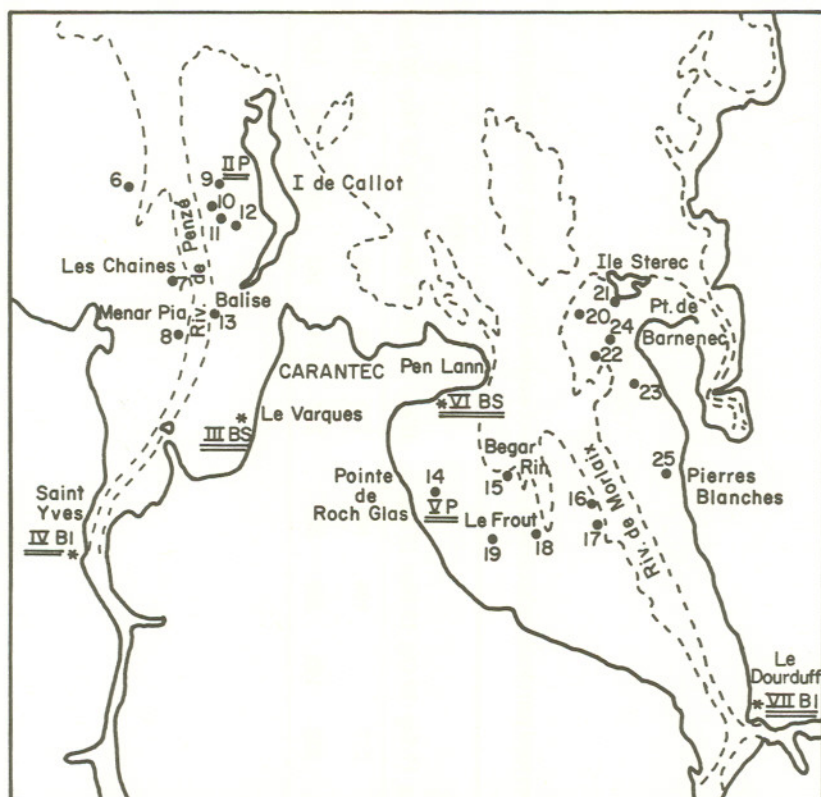 II P
6
9
10
11
12
I de Callot
Riv. de Penzé
Les Chaines
7
Menar Pia
8
Balise
13
CARANTEC
Pen Lann
* VI BS
* Le Varques
III BS
Saint
Yves
IV BI *
Ile Sterec
21
20
Pt. de
Barnenec
24
22
23
Begar
Rin
15
14
V P
Pointe
de
Roch Glas
Le Frout
19
18
16
17
Riv. de Morlaix
25
Pierres
Blanches
Le
Dourduff
* VII BI